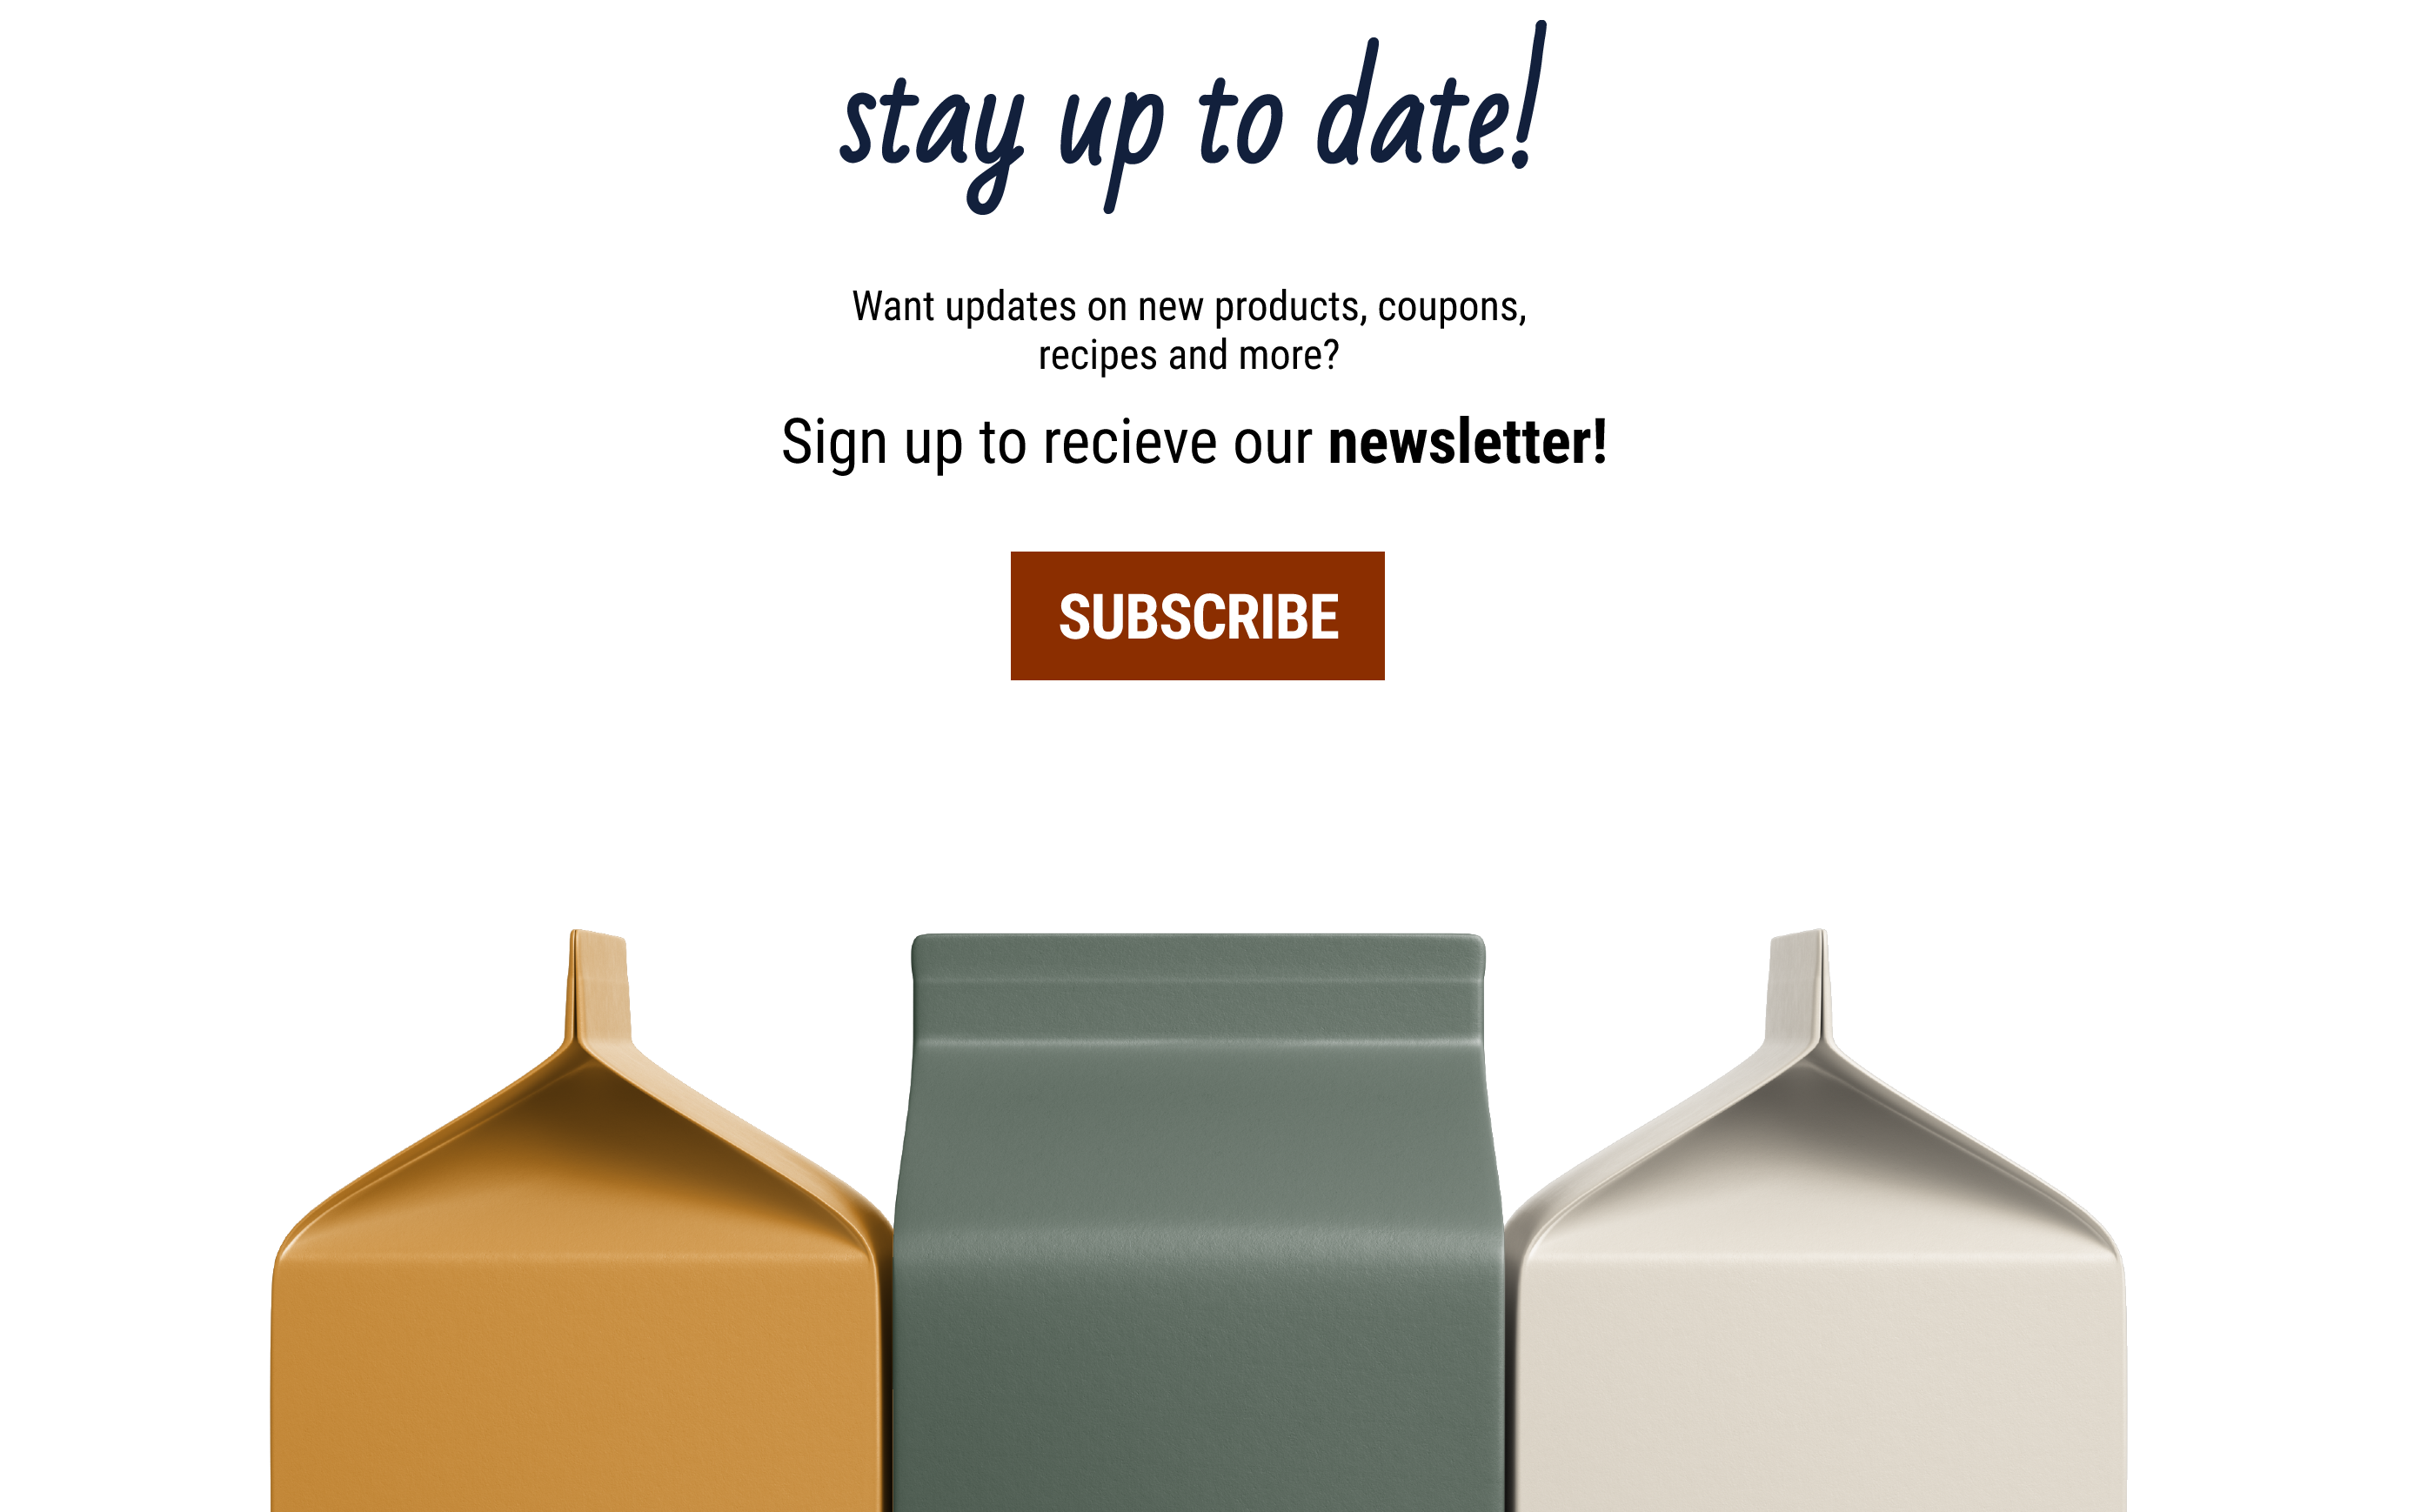 stay up to date!
Want updates on new products, coupons,
recipes and more?
Sign up to recieve our newsletter!
SUBSCRIBE